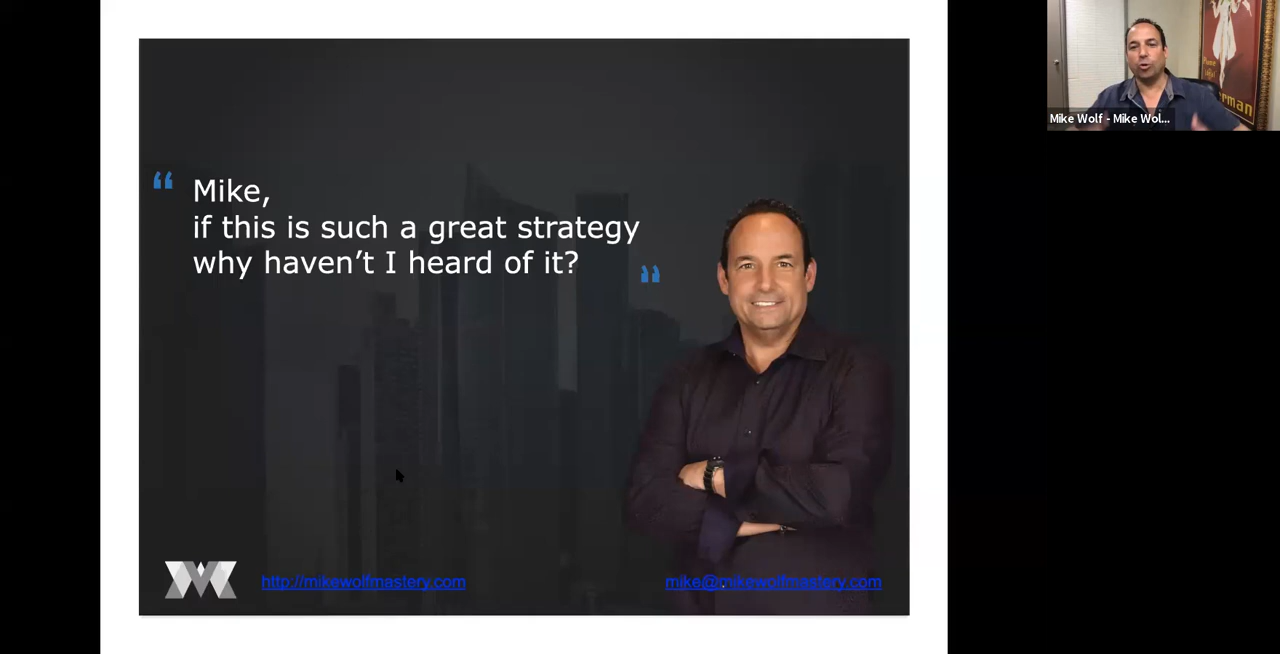 “ Mike,
if this is such a great strategy
why haven’t I heard of it? ”
http://mikewolfmastery.com
mike@mikewolfmastery.com
Mike Wolf - Mike Wol...
rman